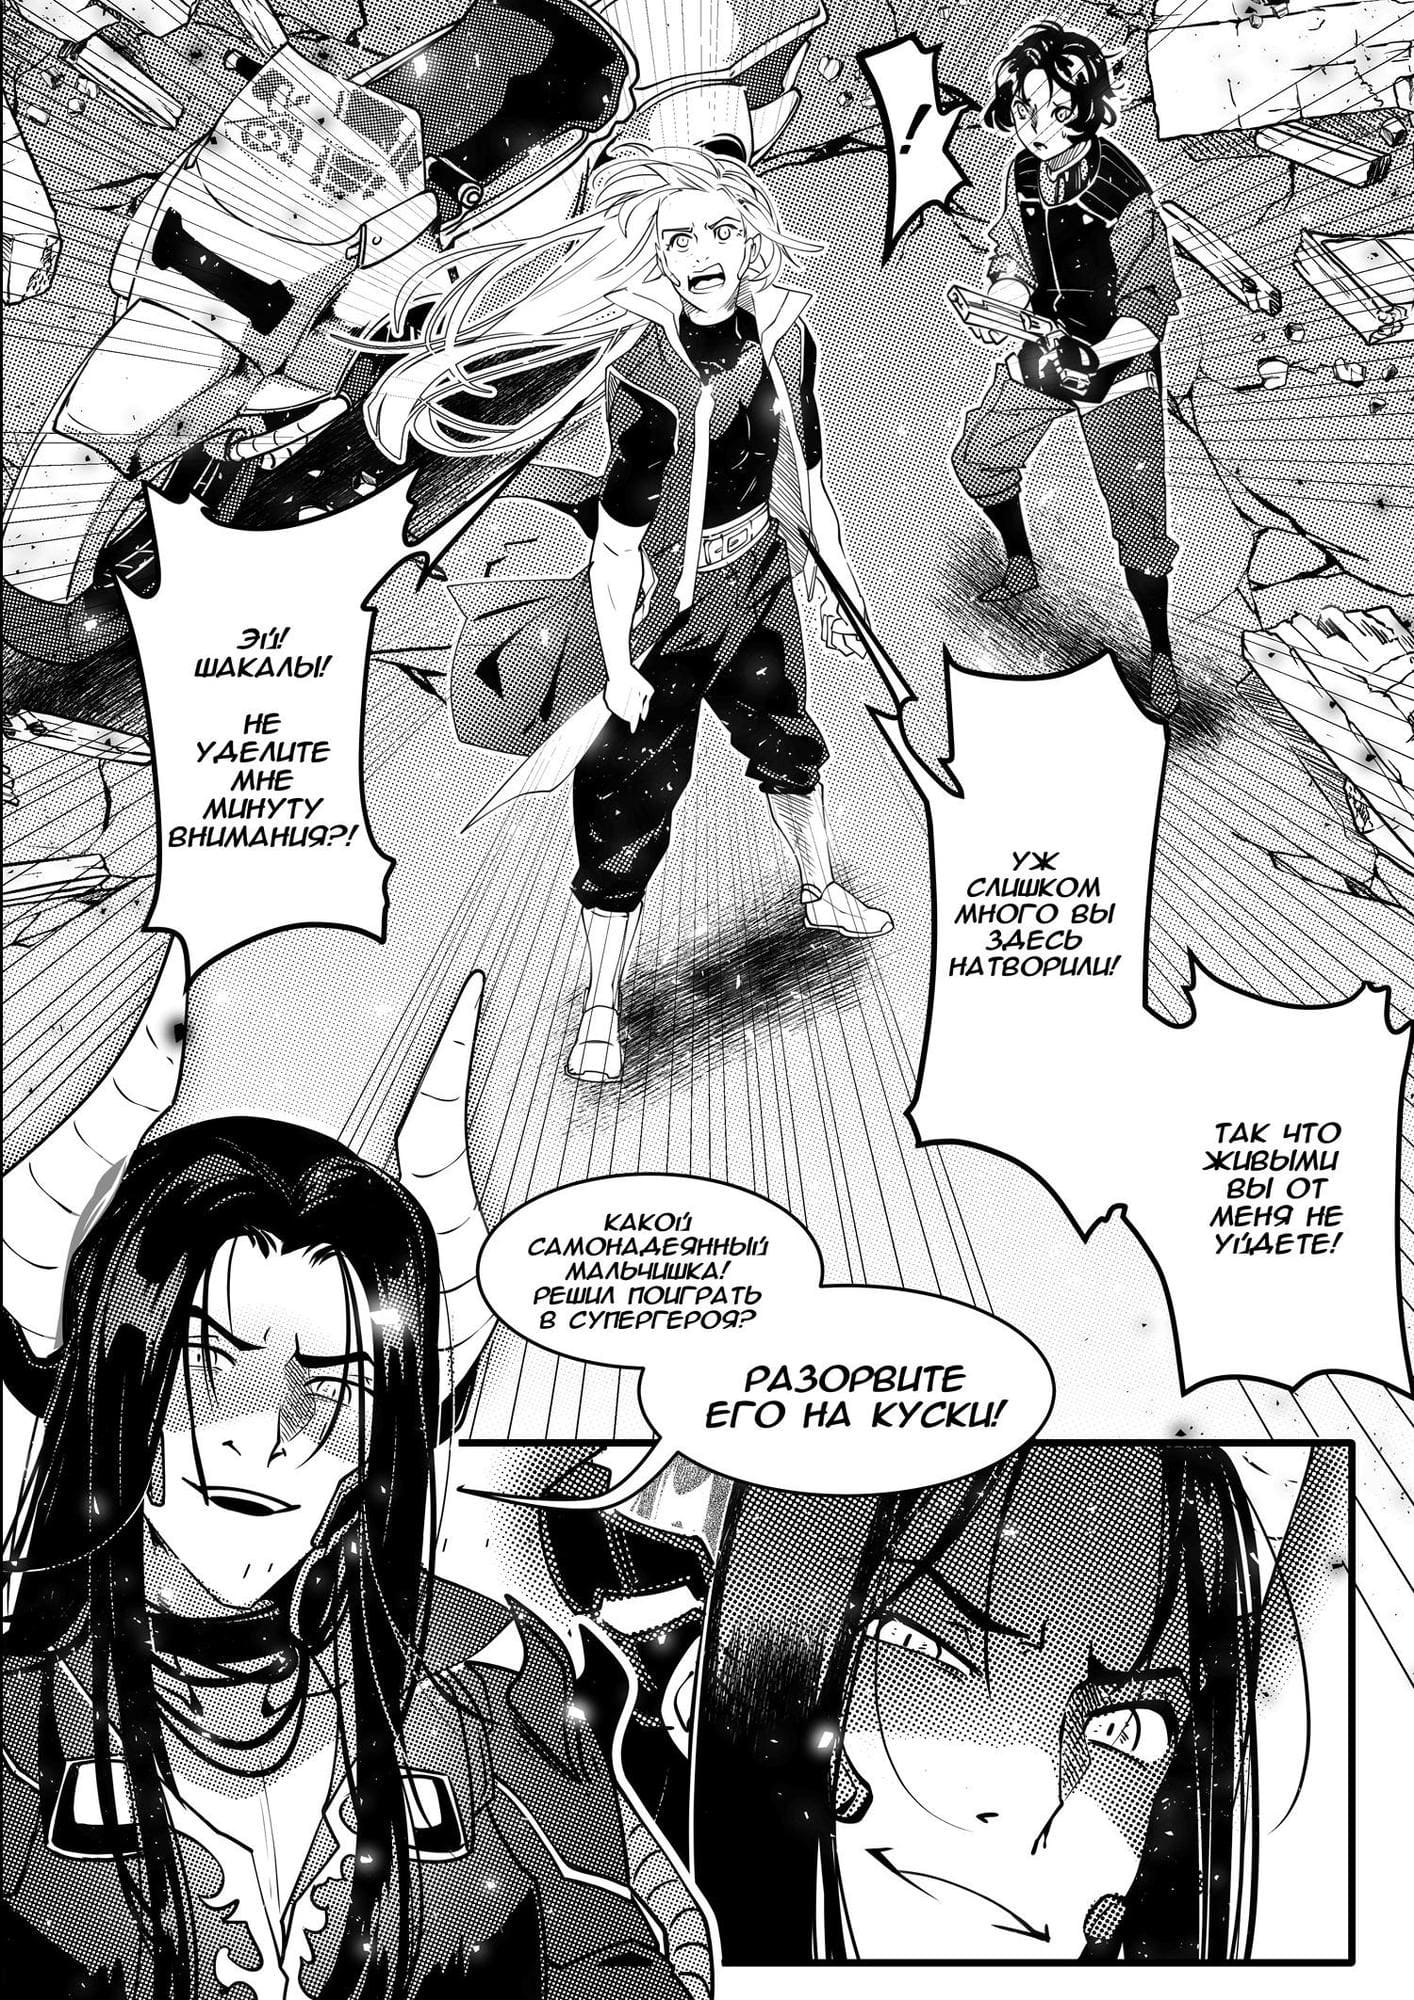 !
ЭЙ!
ШАКАЛЫ!
НЕ
УДЕЛИТЕ
МНЕ
МИНУТУ
ВНИМАНИЯ?!
УЖ
СЛИШКОМ
МНОГО ВЫ
ЗДЕСЬ
НАТВОРИЛИ!
ТАК ЧТО
ЖИВЫМИ
ВЫ ОТ
МЕНЯ НЕ
УЙДЕТЕ!
КАКОЙ
САМОНАДЕЯННЫЙ
МАЛЬЧИШКА!
РЕШИЛ ПОИГРАТЬ
В СУПЕРГЕРОЯ?
РАЗОРВИТЕ
ЕГО НА КУСКИ!